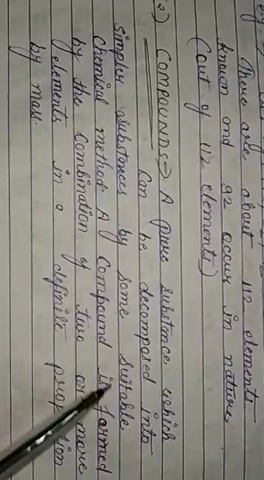 There are about 112 elements
known and 92 occur in nature
(out of 112 elements)
2) COMPOUNDS → A pure substance which
can be decomposed into
simpler substances by some suitable
chemical method A Compound is formed
by the Combination of two or more
elements in a definite proportion
by mass.